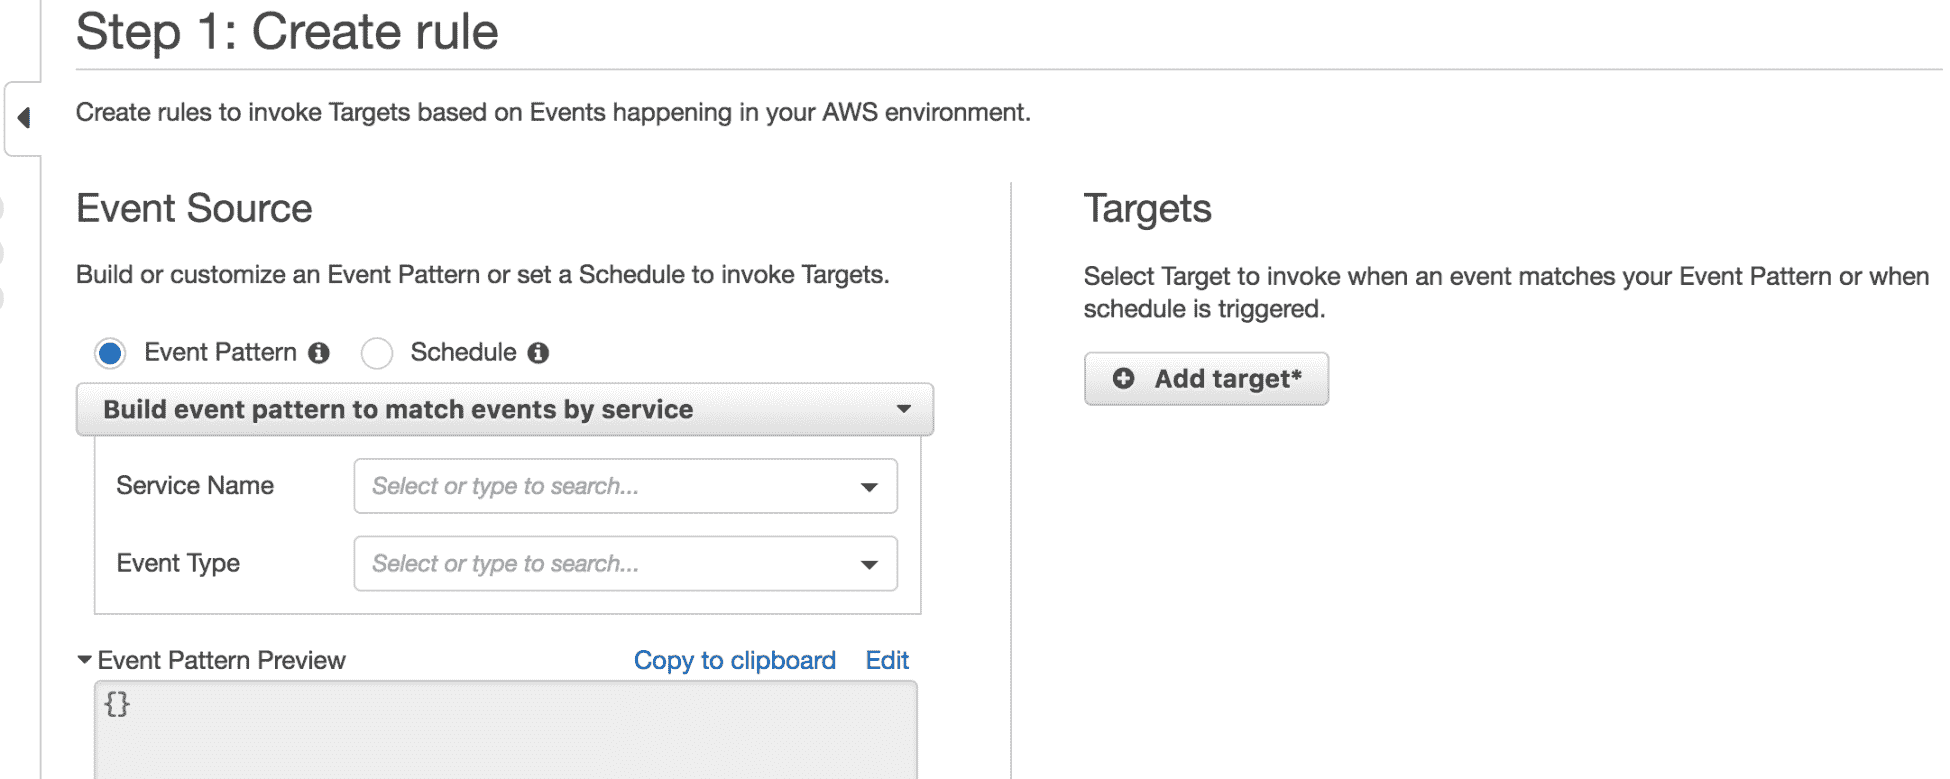 Step 1: Create rule
Create rules to invoke Targets based on Events happening in your AWS environment.
Event Source
Build or customize an Event Pattern or set a Schedule to invoke Targets.
Event Pattern Schedule
Build event pattern to match events by service
Service Name Select or type to search...
Event Type Select or type to search...
Event Pattern Preview Copy to clipboard Edit
{}
Targets
Select Target to invoke when an event matches your Event Pattern or when
schedule is triggered.
Add target*